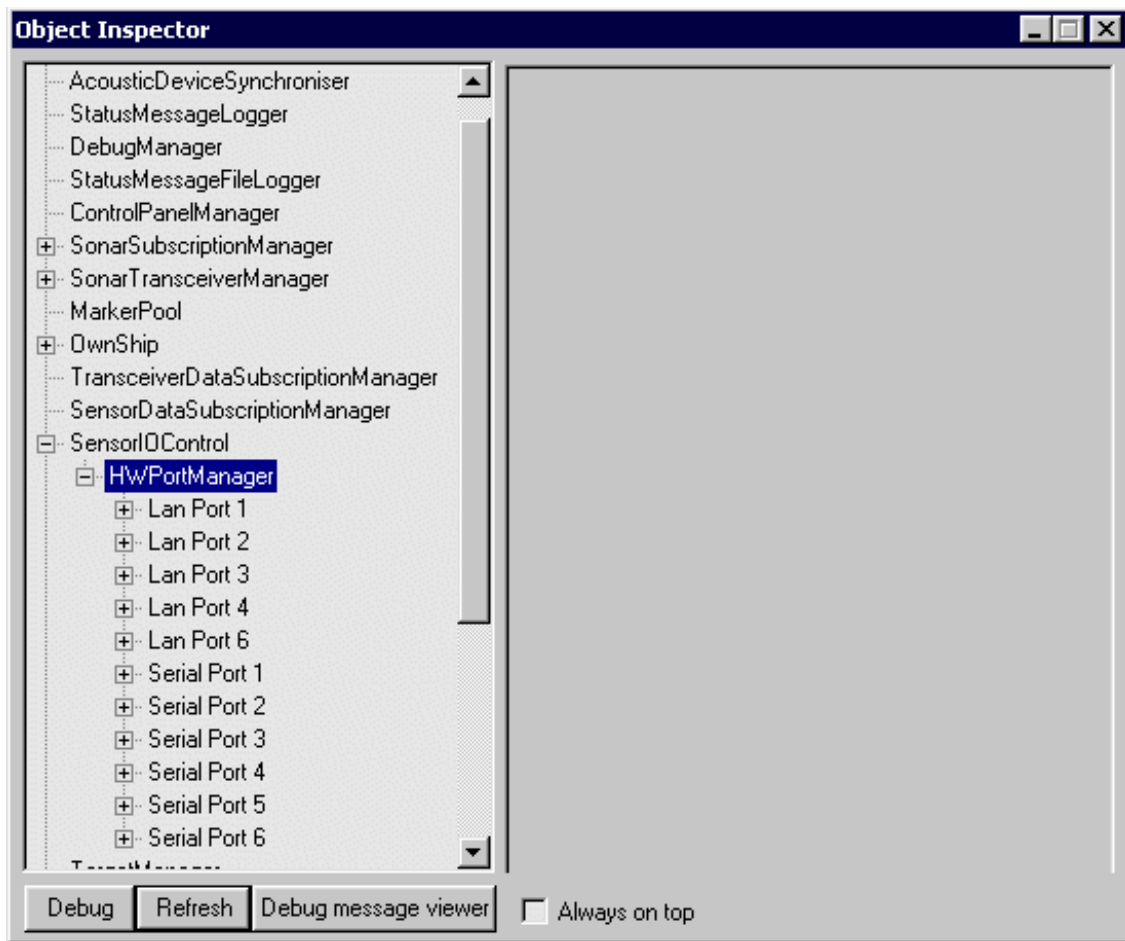 Object Inspector
AcousticDeviceSynchroniser
StatusMessageLogger
DebugManager
StatusMessageFileLogger
ControlPanelManager
SonarSubscriptionManager
SonarTransceiverManager
MarkerPool
OwnShip
TransceiverDataSubscriptionManager
SensorDataSubscriptionManager
SensorIOControl
HWPortManager
Lan Port 1
Lan Port 2
Lan Port 3
Lan Port 4
Lan Port 6
Serial Port 1
Serial Port 2
Serial Port 3
Serial Port 4
Serial Port 5
Serial Port 6
TargetManager
Debug Refresh Debug message viewer Always on top